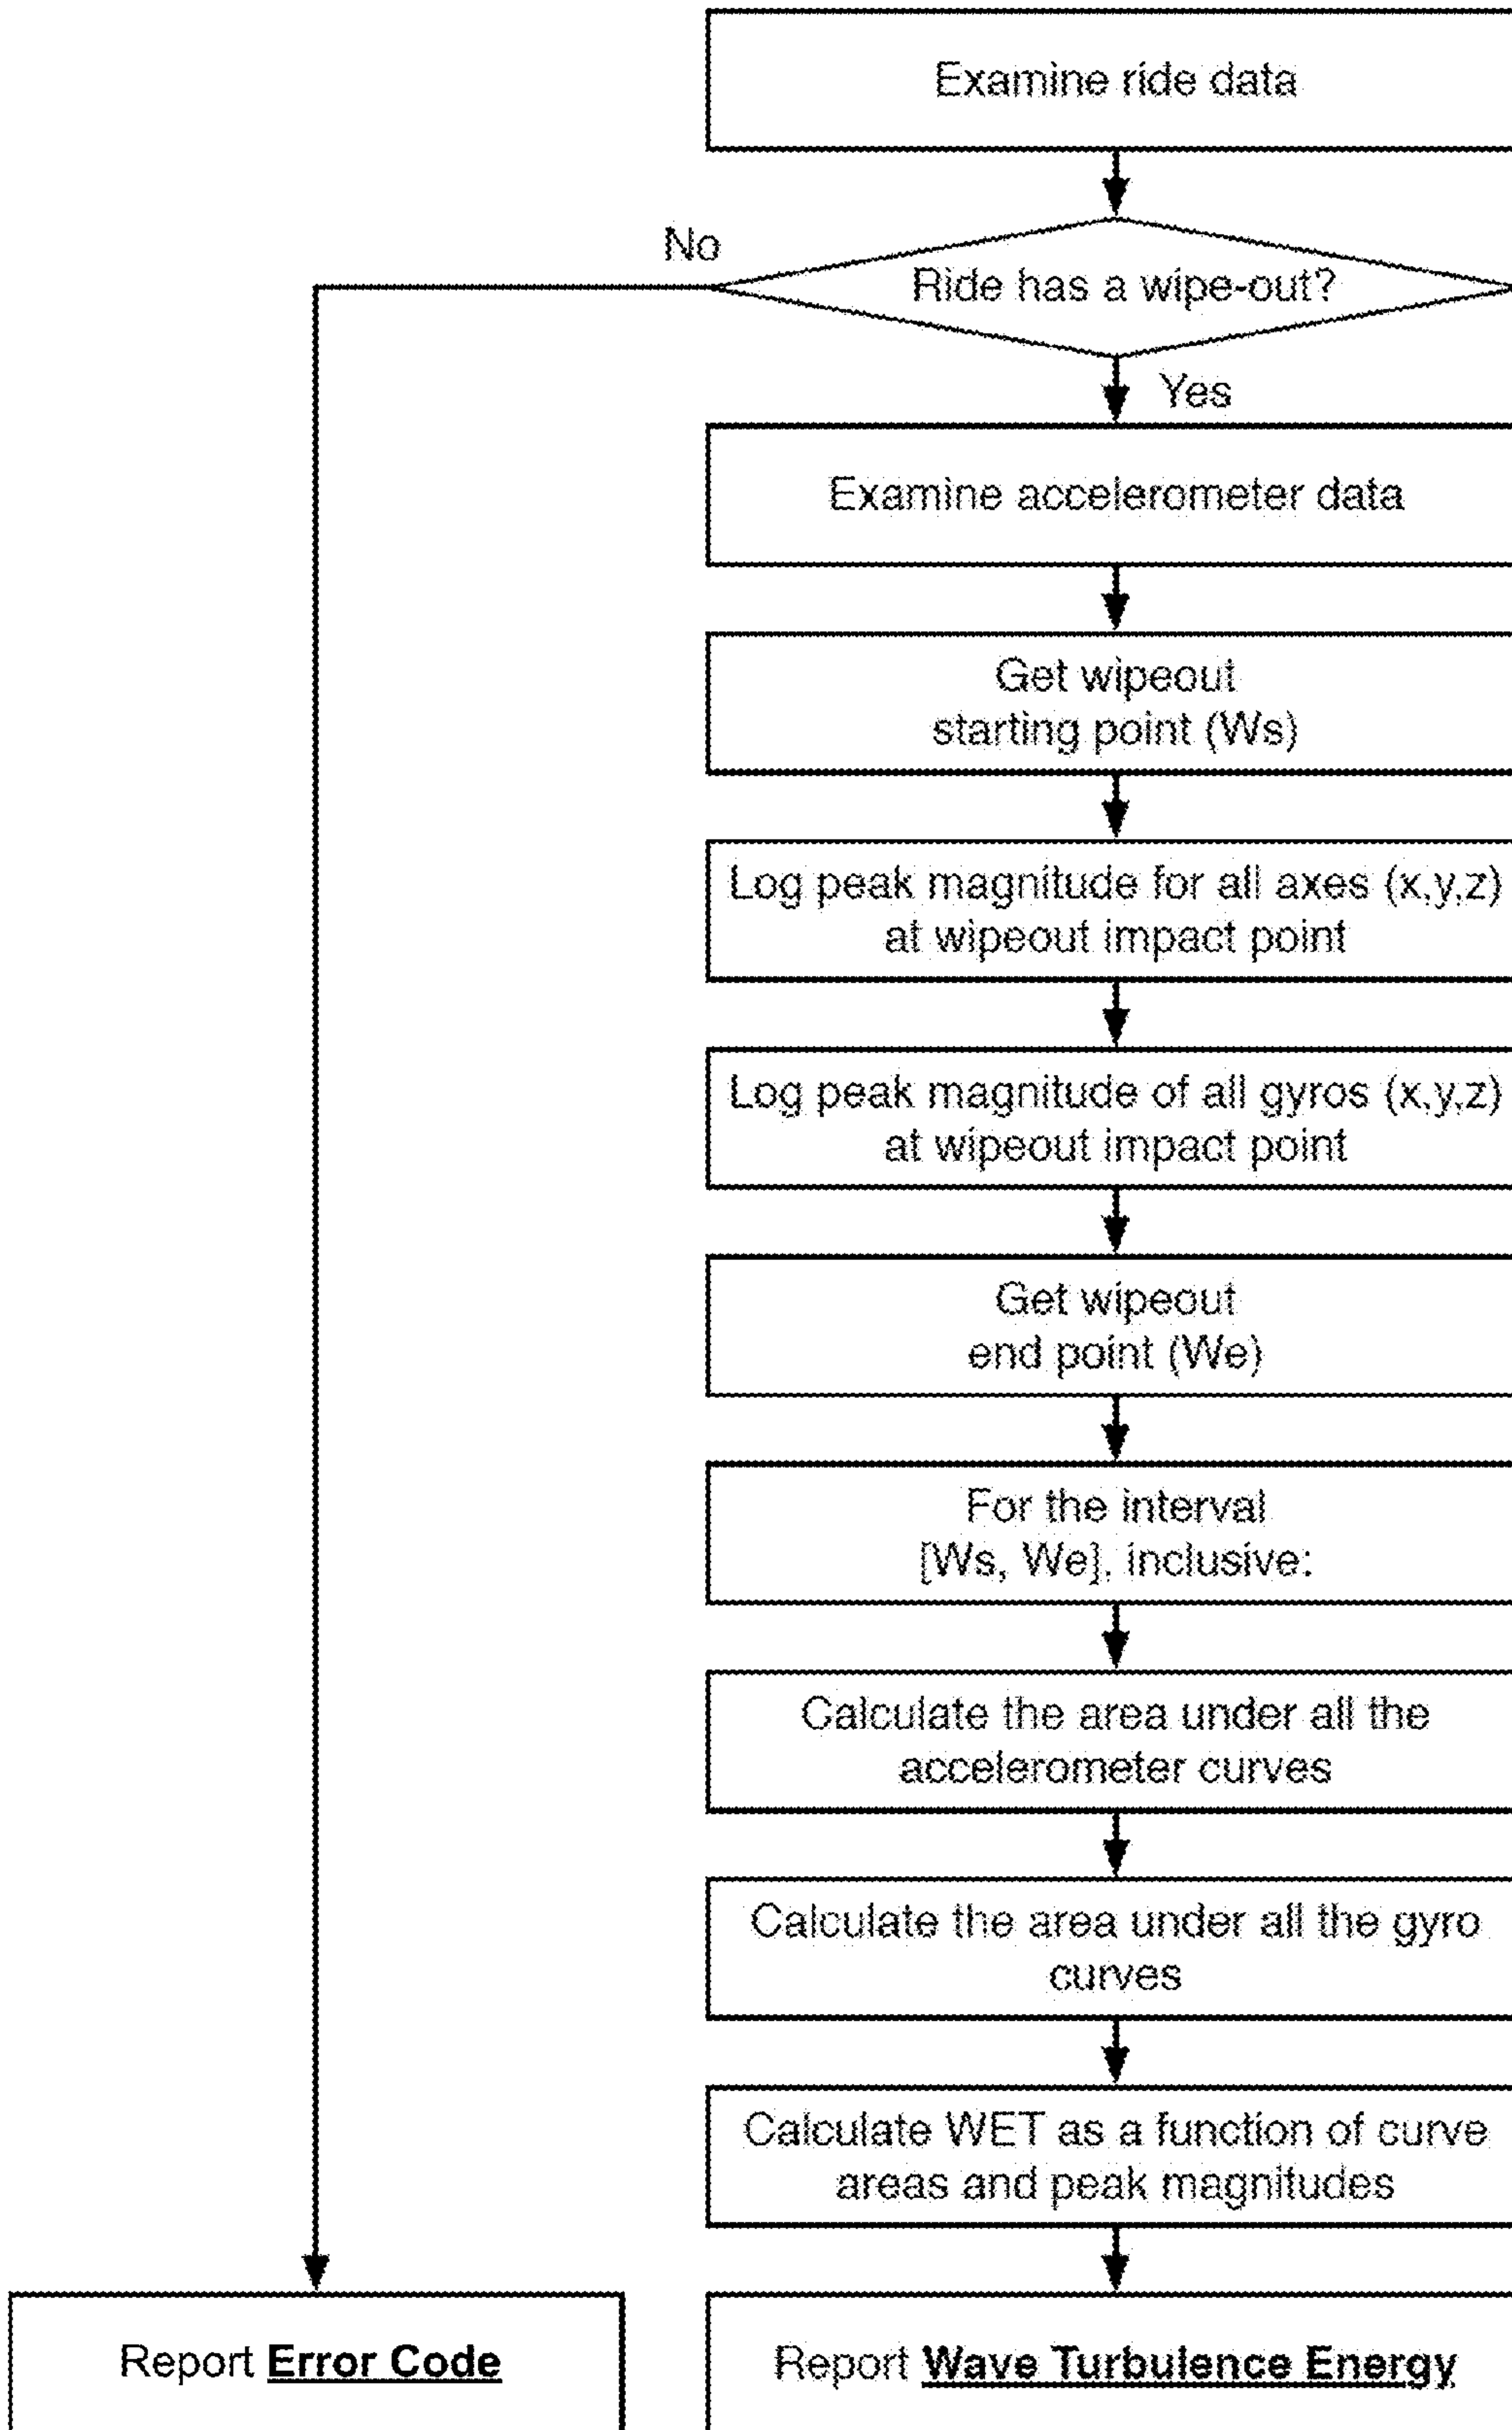 Examine ride data
No
Ride has a wipe-out?
Yes
Examine accelerometer data
Get wipeout
starting point (Ws)
Log peak magnitude for all axes (x,y,z)
at wipeout impact point
Log peak magnitude of all gyros (x,y,z)
at wipeout impact point
Get wipeout
end point (We)
For the interval
[Ws, We], inclusive:
Calculate the area under all the
accelerometer curves
Calculate the area under all the gyro
curves
Calculate WET as a function of curve
areas and peak magnitudes
Report Error Code
Report Wave Turbulence Energy